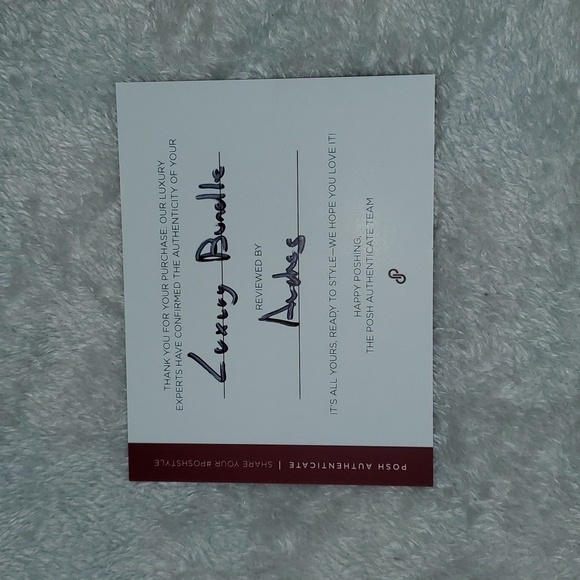 THANK YOU FOR YOUR PURCHASE. OUR LUXURY
EXPERTS HAVE CONFIRMED THE AUTHENTICITY OF YOUR
Luxury Bundle
REVIEWED BY
Andres
IT'S ALL YOURS, READY TO STYLE—WE HOPE YOU LOVE IT!
HAPPY POSHING,
THE POSH AUTHENTICATE TEAM
POSH AUTHENTICATE | SHARE YOUR #POSHSTYLE